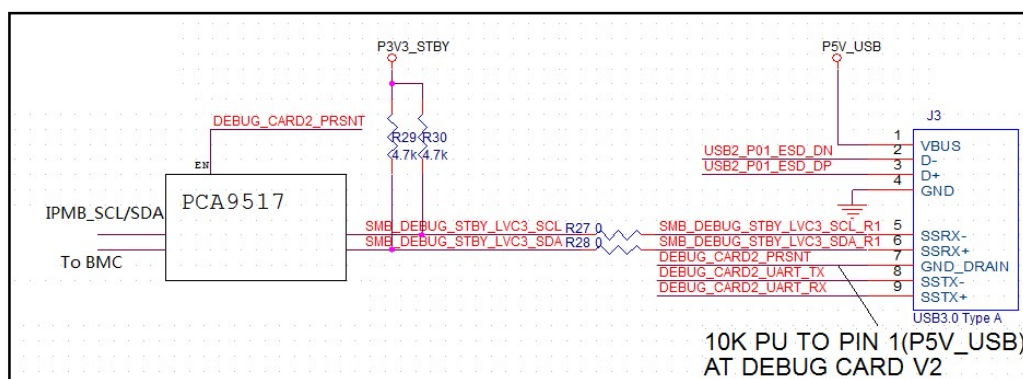 P3V3_STBY
P5V_USB
DEBUG_CARD2_PRSNT
J3
R29 R30
4.7k 4.7k
1 VBUS
USB2_P01_ESD_DN 2 D-
USB2_P01_ESD_DP 3 D+
4 GND
EN
PCA9517
IPMB_SCL/SDA
SMB_DEBUG_STBY_LVC3_SCL R27 0 SMB_DEBUG_STBY_LVC3_SCL_R1 5 SSRX-
SMB_DEBUG_STBY_LVC3_SDA R28 0 SMB_DEBUG_STBY_LVC3_SDA_R1 6 SSRX+
To BMC
DEBUG_CARD2_PRSNT 7 GND_DRAIN
DEBUG_CARD2_UART_TX 8 SSTX-
DEBUG_CARD2_UART_RX 9 SSTX+
USB3.0 Type A
10K PU TO PIN 1(P5V_USB)
AT DEBUG CARD V2